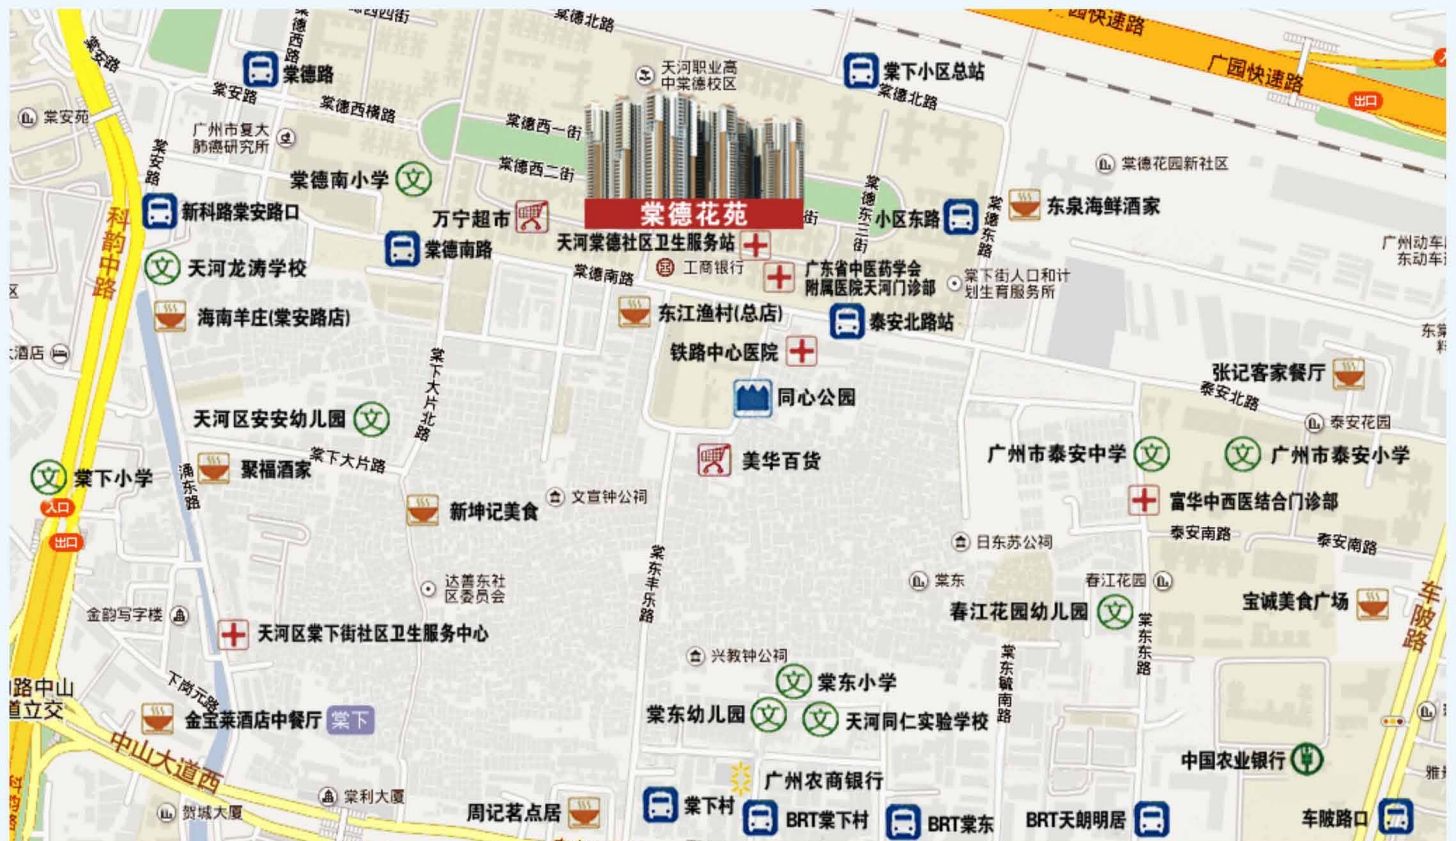 棠德北路
广园快速路
广园快速路
出口
棠安路
棠德西路
棠德路
棠安路
棠德西横路
天河职业高
中棠德校区
棠下小区总站
棠德北路
棠安苑
广州市复大
肺癌研究所
棠德西一街
棠德西二街
棠安路
棠德南小学
棠德花园新社区
新科路棠安路口
万宁超市
棠德花苑
街
棠德东三街
小区东路
棠德东路
东泉海鲜酒家
科韵中路
棠德南路
天河棠德社区卫生服务站
广州动车
东动车
天河龙涛学校
棠德南路
工商银行
广东省中医药学会
附属医院天河门诊部
棠下街人口和计
划生育服务所
区
海南羊庄(棠安路店)
东江渔村(总店)
泰安北路站
东棠
酒店
棠下大片北路
铁路中心医院
张记客家餐厅
同心公园
泰安北路
天河区安安幼儿园
泰安花园
棠下大片路
美华百货
广州市泰安中学
广州市泰安小学
棠下小学
涌东路
聚福酒家
入口
新坤记美食
文宣钟公祠
富华中西医结合门诊部
出口
日东苏公祠
泰安南路
泰安南路
棠东丰乐路
达善东社
区委员会
棠东
春江花园
车陂路
金韵写字楼
春江花园幼儿园
宝诚美食广场
天河区棠下街社区卫生服务中心
棠东东路
兴教钟公祠
棠东毓南路
路中山
道立交
下岗元路
棠东小学
金宝莱酒店中餐厅
棠下
棠东幼儿园
天河同仁实验学校
中山大道西
中国农业银行
广州农商银行
雅
棠利大厦
贺城大厦
周记茗点居
棠下村
BRT棠下村
BRT棠东
BRT天朗明居
车陂路口